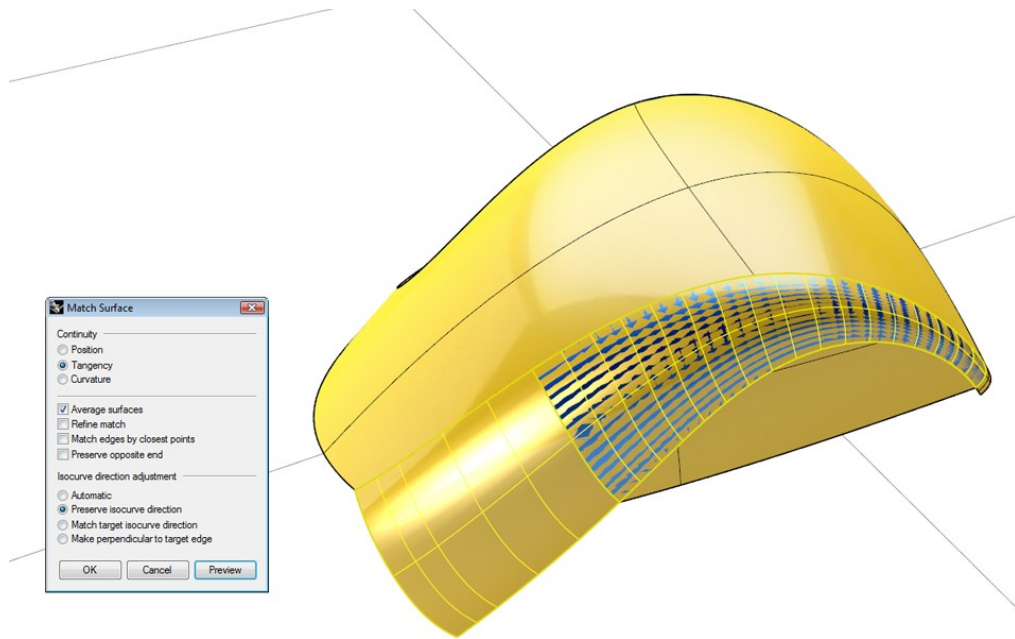 Match Surface
Continuity
Position
Tangency
Curvature
Average surfaces
Refine match
Match edges by closest points
Preserve opposite end
Isocurve direction adjustment
Automatic
Preserve isocurve direction
Match target isocurve direction
Make perpendicular to target edge
OK Cancel Preview